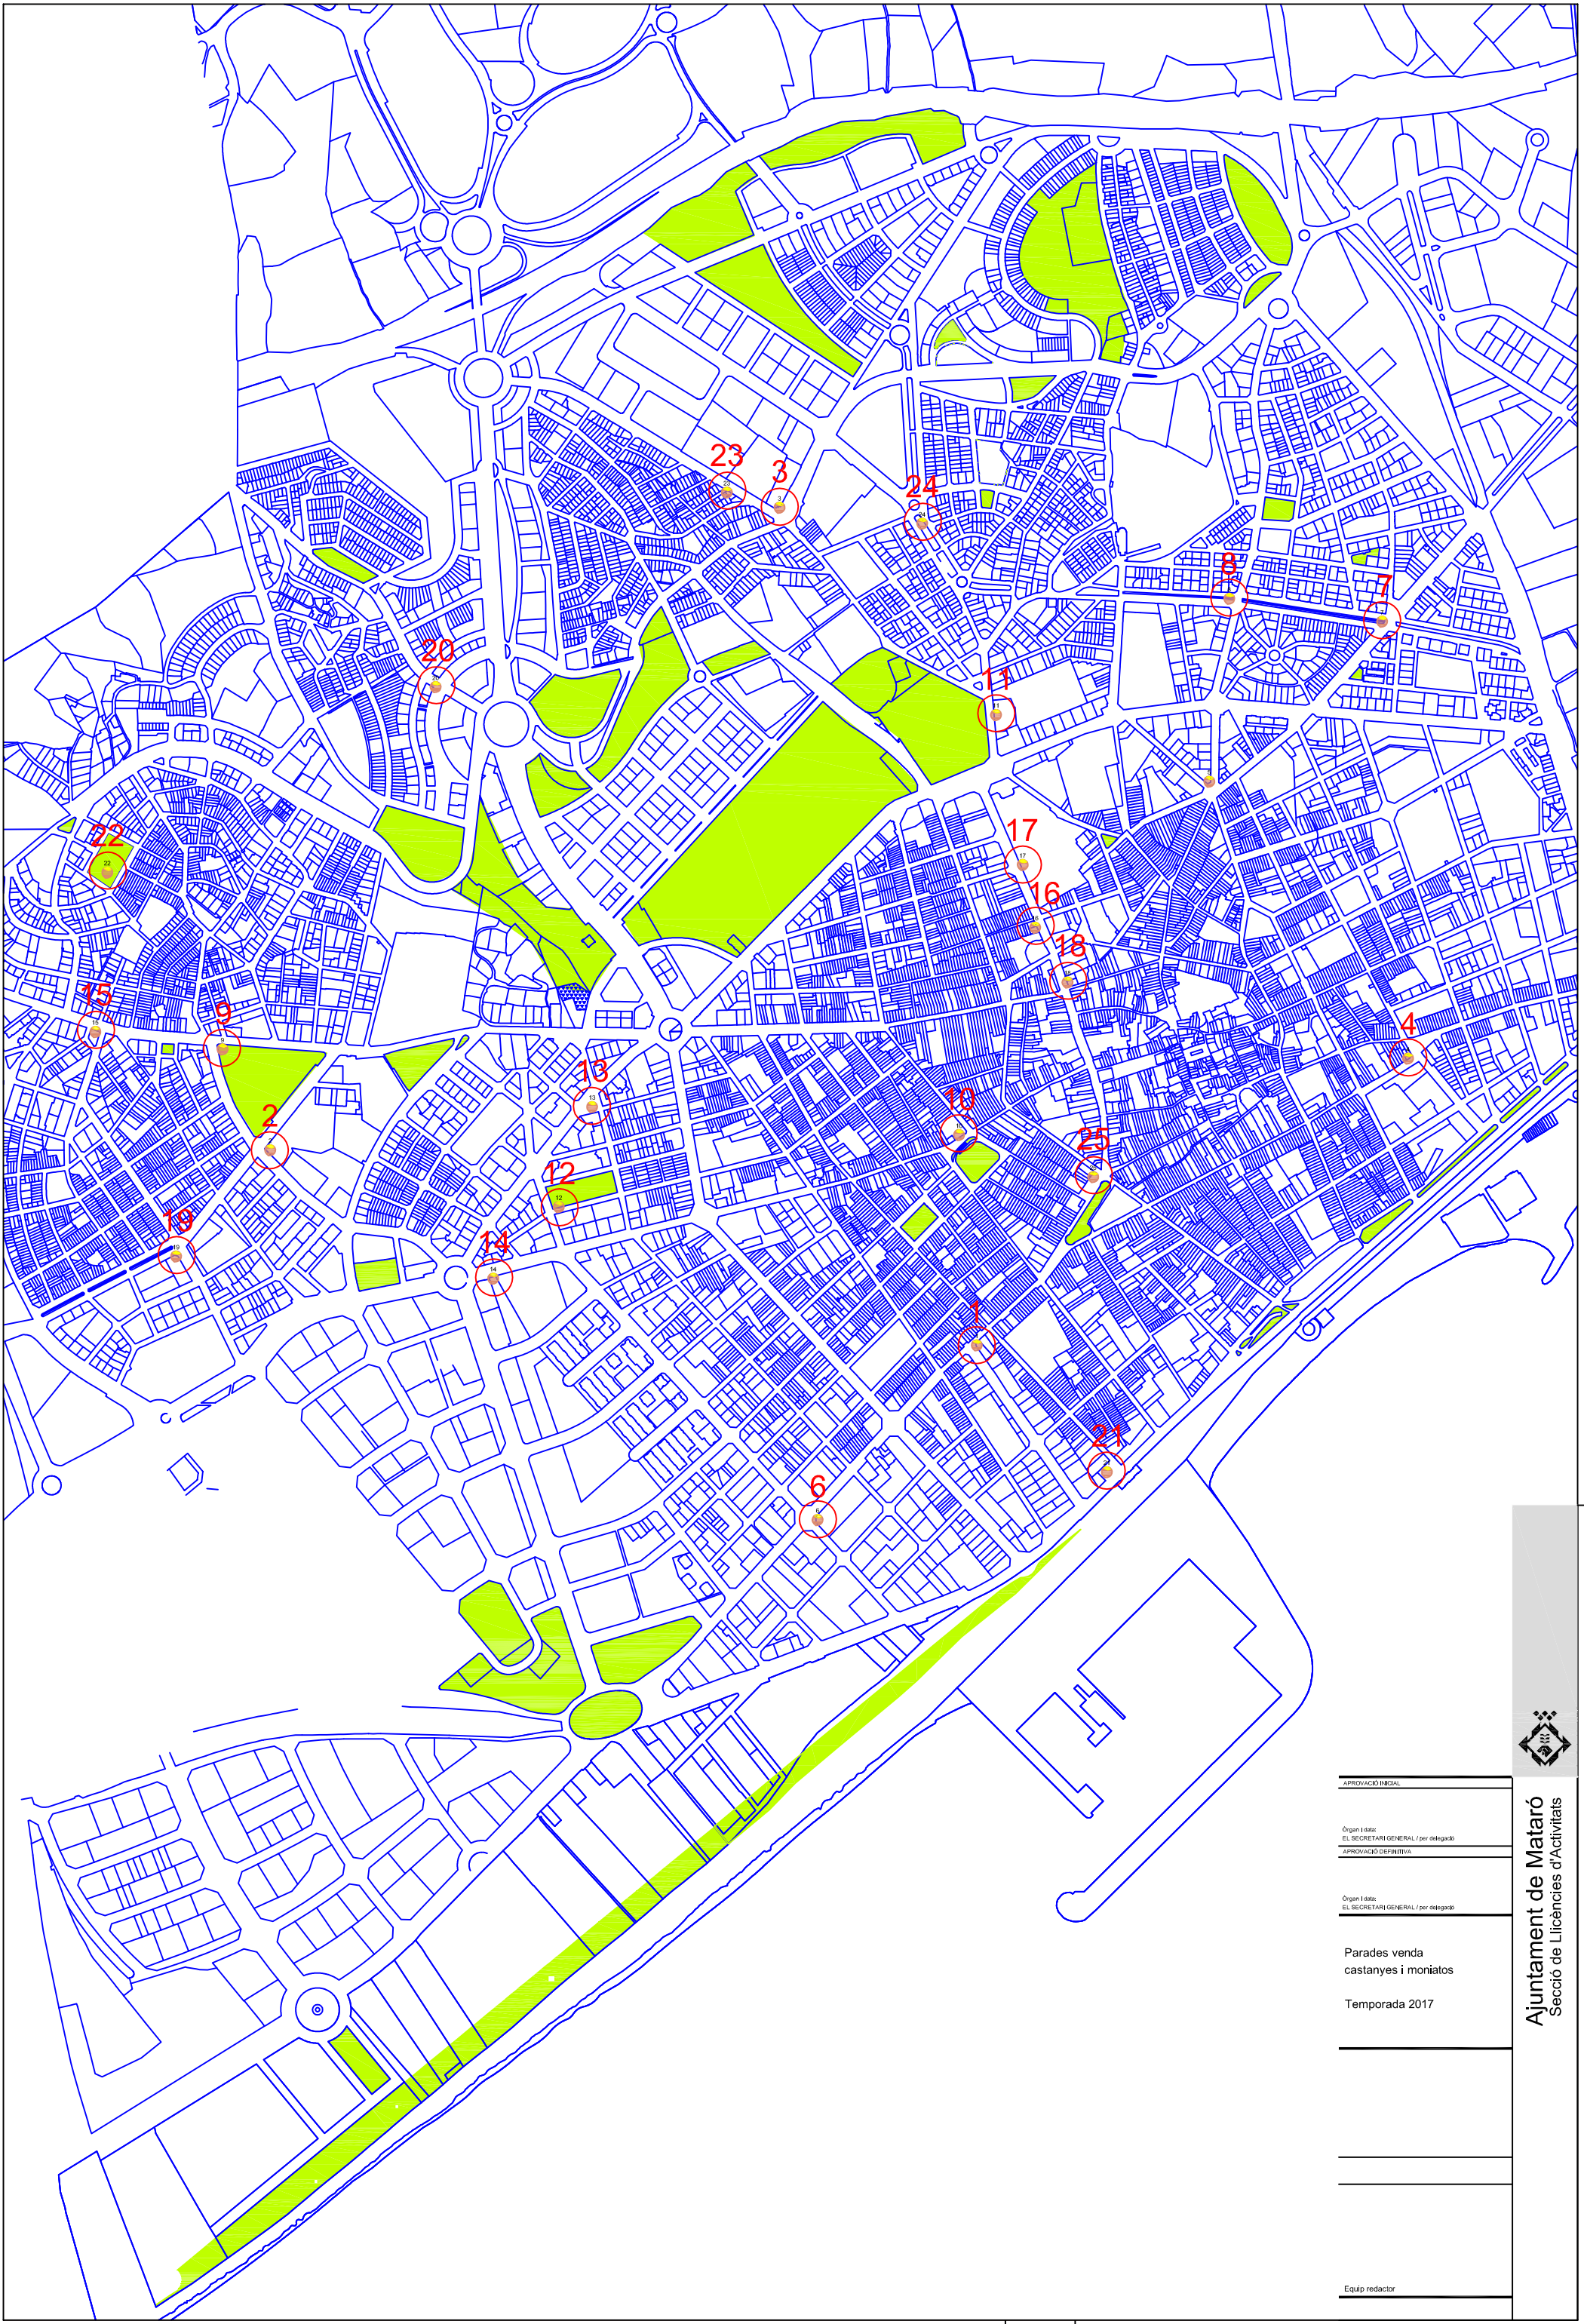 23
3
24
8
7
20
11
22
17
16
18
15
9
4
13
2
10
25
12
19
14
1
21
6
APROVACIÓ INICIAL
Òrgan i data:
EL SECRETARI GENERAL / per delegació
APROVACIÓ DEFINITIVA
Òrgan i data:
EL SECRETARI GENERAL / per delegació
Parades venda
castanyes i moniatos
Temporada 2017
Equip redactor
Ajuntament de Mataró
Secció de Llicències d'Activitats